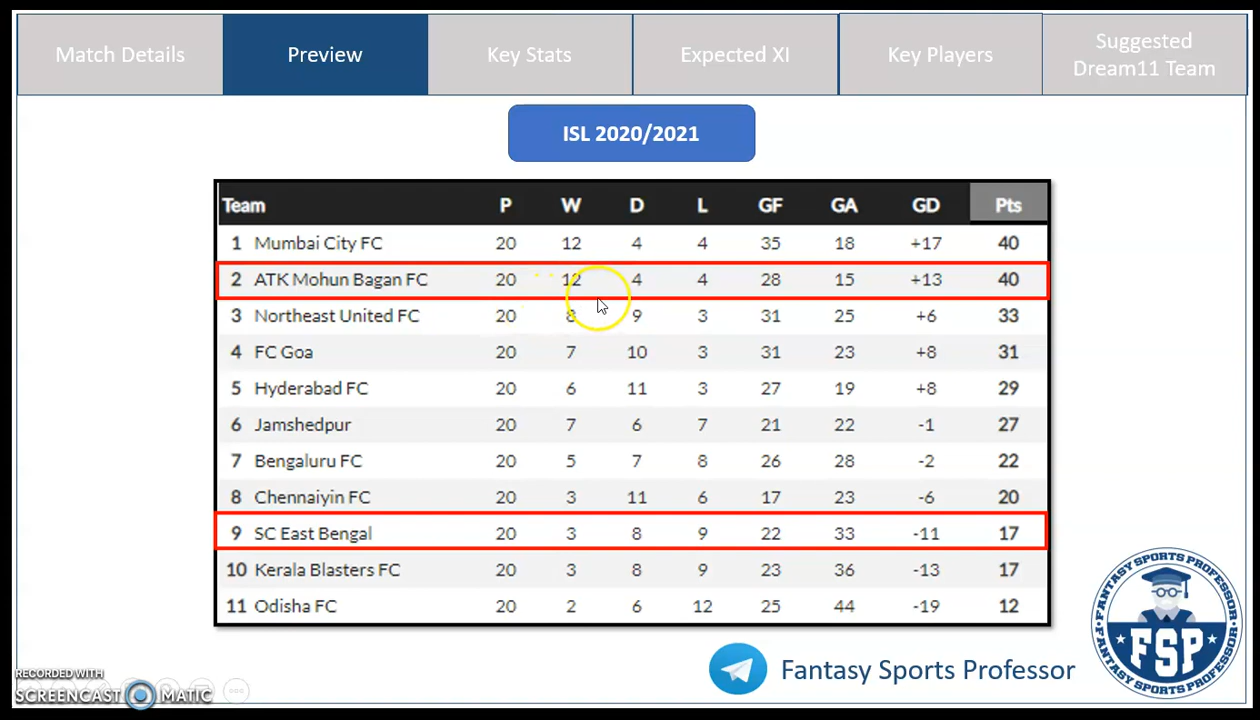 Match Details
Preview
Key Stats
Expected XI
Key Players
Suggested
Dream11 Team
ISL 2020/2021
Team P W D L GF GA GD Pts
1 Mumbai City FC 20 12 4 4 35 18 +17 40
2 ATK Mohun Bagan FC 20 12 4 4 28 15 +13 40
3 Northeast United FC 20 8 9 3 31 25 +6 33
4 FC Goa 20 7 10 3 31 23 +8 31
5 Hyderabad FC 20 6 11 3 27 19 +8 29
6 Jamshedpur 20 7 6 7 21 22 -1 27
7 Bengaluru FC 20 5 7 8 26 28 -2 22
8 Chennaiyin FC 20 3 11 6 17 23 -6 20
9 SC East Bengal 20 3 8 9 22 33 -11 17
10 Kerala Blasters FC 20 3 8 9 23 36 -13 17
11 Odisha FC 20 2 6 12 25 44 -19 12
FANTASY SPORTS PROFESSOR
FSP
FANTASY SPORTS PROFESSOR
Fantasy Sports Professor
RECORDED WITH
SCREENCAST MATIC